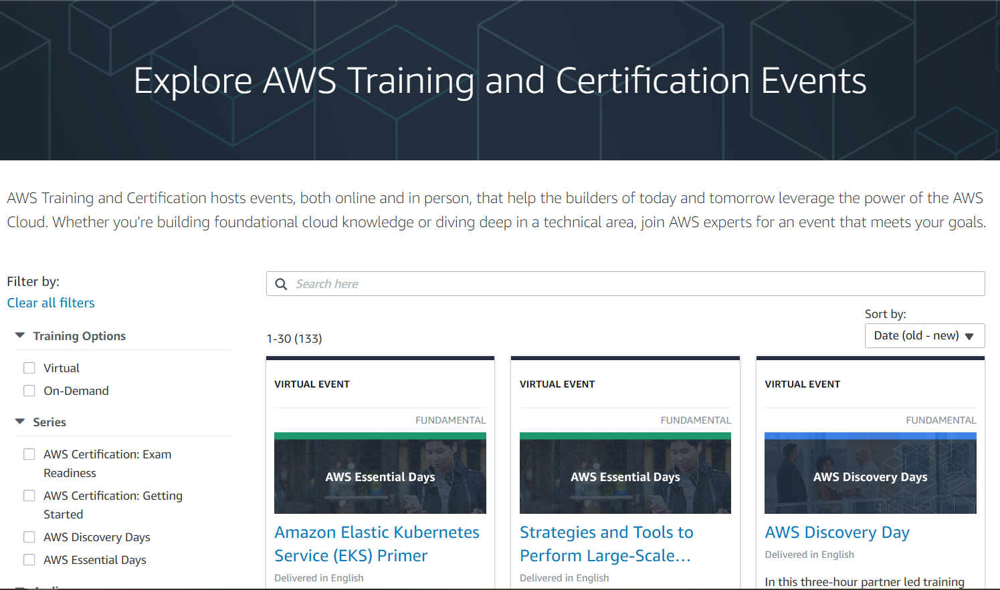 Explore AWS Training and Certification Events
AWS Training and Certification hosts events, both online and in person, that help the builders of today and tomorrow leverage the power of the AWS
Cloud. Whether you’re building foundational cloud knowledge or diving deep in a technical area, join AWS experts for an event that meets your goals.
Filter by:
Clear all filters
Training Options
Virtual
On-Demand
Series
AWS Certification: Exam
Readiness
AWS Certification: Getting
Started
AWS Discovery Days
AWS Essential Days
Search here
Sort by:
Date (old - new)
1-30 (133)
VIRTUAL EVENT
FUNDAMENTAL
AWS Essential Days
Amazon Elastic Kubernetes
Service (EKS) Primer
Delivered in English
VIRTUAL EVENT
FUNDAMENTAL
AWS Essential Days
Strategies and Tools to
Perform Large-Scale...
Delivered in English
VIRTUAL EVENT
FUNDAMENTAL
AWS Discovery Days
AWS Discovery Day
Delivered in English
In this three-hour partner led training